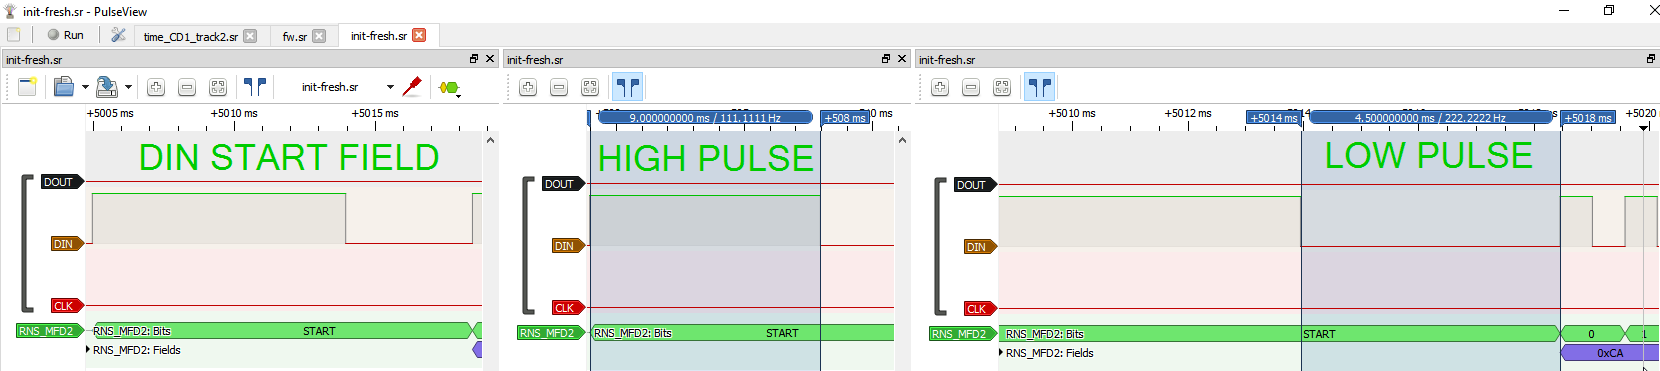 init-fresh.sr - PulseView
Run
time_CD1_track2.sr
fw.sr
init-fresh.sr
init-fresh.sr
init-fresh.sr
+5005 ms
+5010 ms
+5015 ms
DIN START FIELD
DOUT
DIN
CLK
RNS_MFD2
RNS_MFD2: Bits
START
RNS_MFD2: Fields
init-fresh.sr
9.000000000 ms / 111.1111 Hz
+508 ms
HIGH PULSE
DOUT
DIN
CLK
RNS_MFD2
RNS_MFD2: Bits
START
init-fresh.sr
+5010 ms
+5012 ms
+5014 ms
4.500000000 ms / 222.2222 Hz
+5018 ms
+5020
LOW PULSE
DOUT
DIN
CLK
RNS_MFD2
RNS_MFD2: Bits
START
0
1
RNS_MFD2: Fields
0xCA